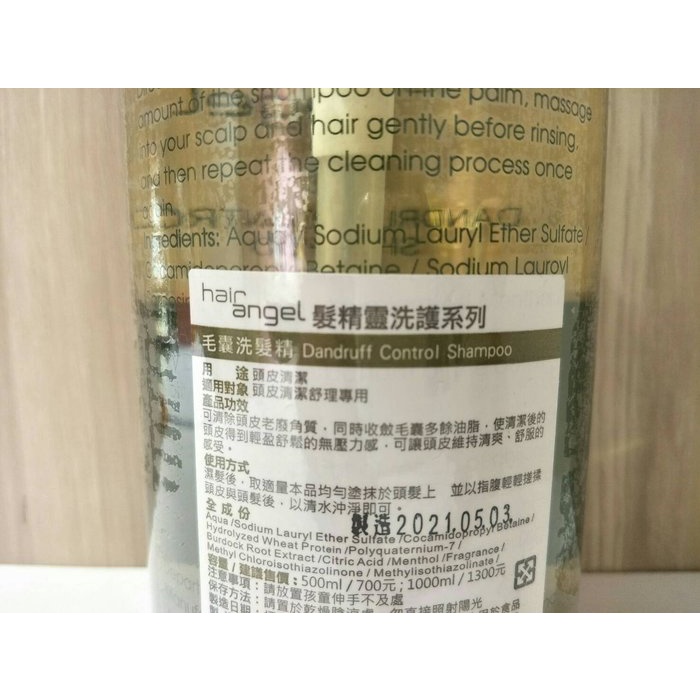 amount of the shampoo on the palm, massage
into your scalp and hair gently before rinsing,
and then repeat the cleaning process once
Ingredients: Aqua / Sodium Lauryl Ether Sulfate /
Betaine / Sodium Lauroyl
hair angel 髮精靈洗護系列
毛囊洗髮精 Dandruff Control Shampoo
用 途 頭皮清潔
適用對象 頭皮清潔舒理專用
產品功效
可清除頭皮老廢角質，同時收斂毛囊多餘油脂，使清潔後的
頭皮得到輕盈舒鬆的無壓力感，可讓頭皮維持清爽、舒服的
感受。
使用方式
濕髮後，取適量本品均勻塗抹於頭髮上 並以指腹輕輕搓揉
頭皮與頭髮後，以清水沖淨即可。
全成份
製造2021.05.03
Aqua /Sodium Lauryl Ether Sulfate /Cocamidopropyl Betaine /
Hydrolyzed Wheat Protein /Polyquaternium-7 /
Burdock Root Extract /Citric Acid /Menthol /Fragrance /
Methyl Chloroisothiazolinone / Methylisothiazolinate /
容量 / 建議售價：500ml / 700元；1000ml / 1300元
注意事項：請放置孩童伸手不及處
保存方法：請置於乾燥陰涼處，勿直接照射陽光
製造日期：